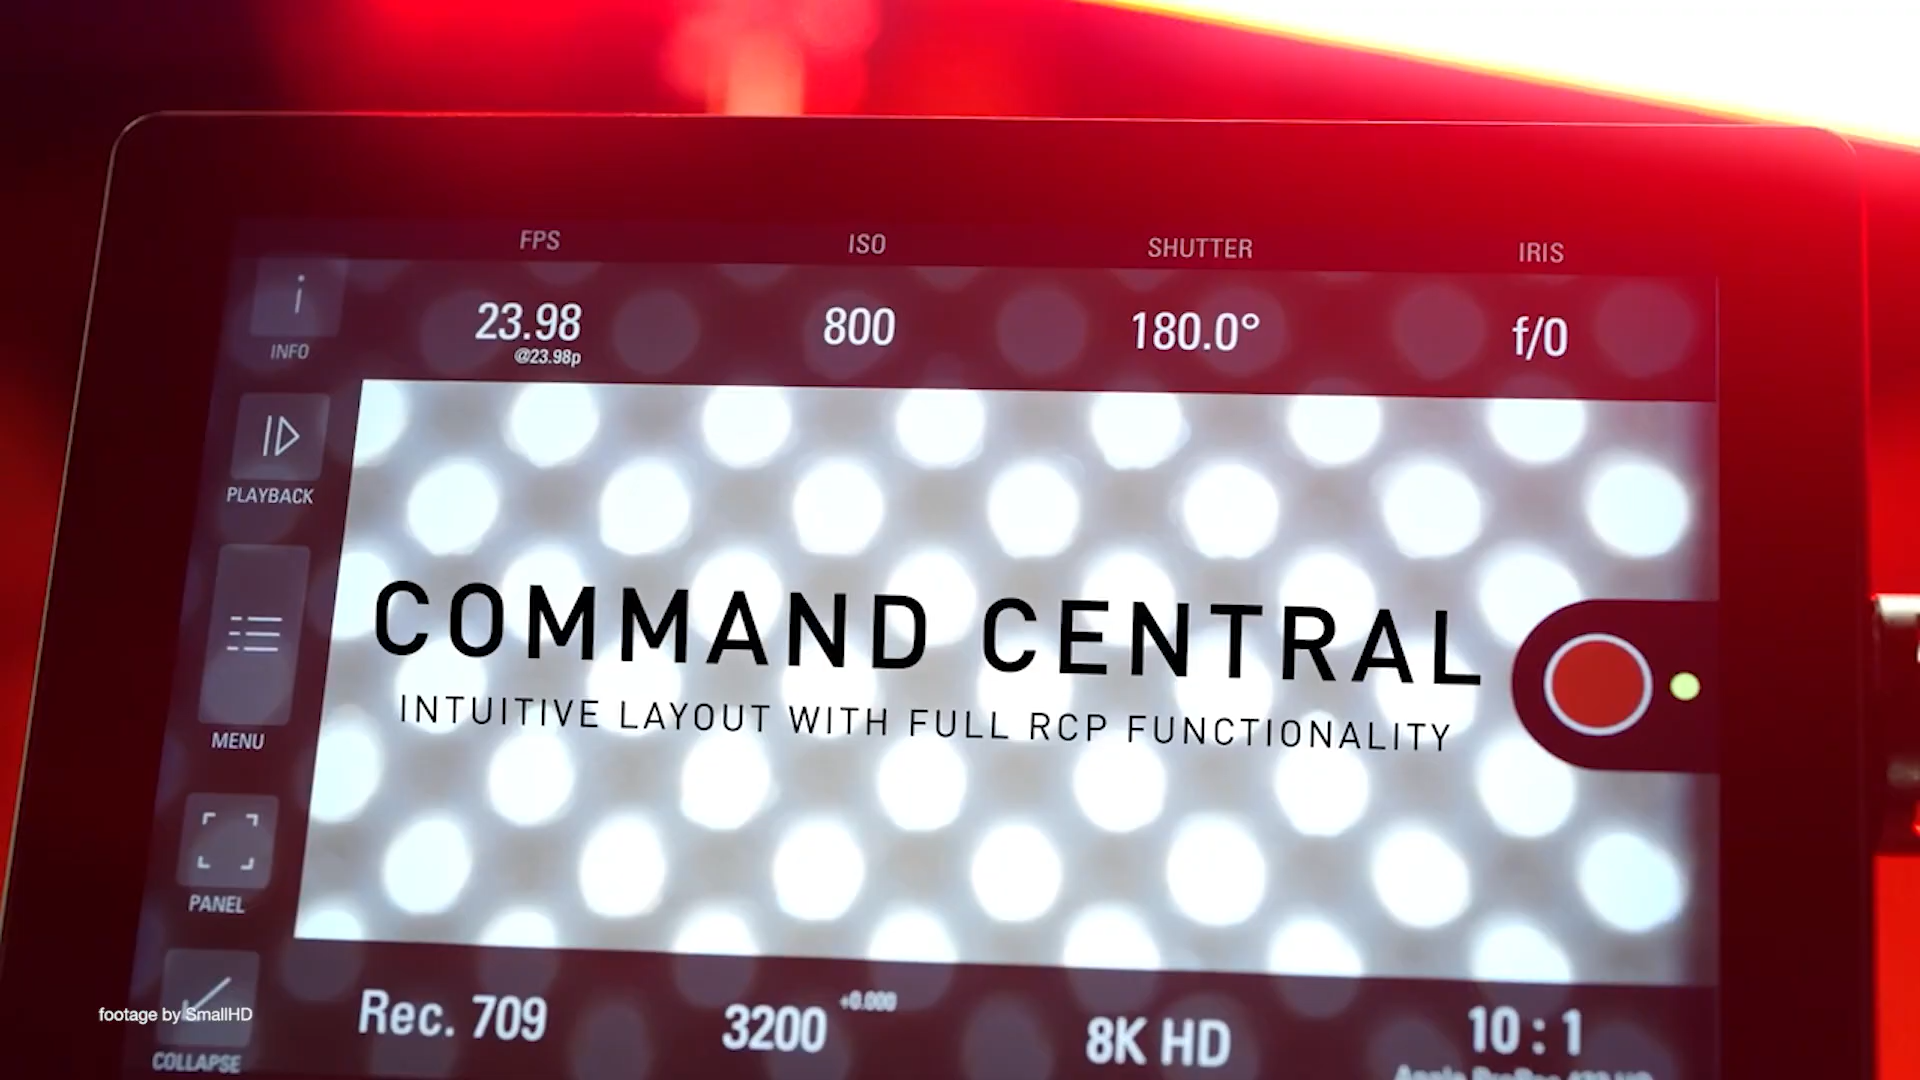 FPS
ISO
SHUTTER
IRIS
23.98
@23.98p
800
180.0°
f/0
INFO
PLAYBACK
MENU
PANEL
COLLAPSE
COMMAND CENTRAL
INTUITIVE LAYOUT WITH FULL RCP FUNCTIONALITY
Rec. 709
3200
+0.000
8K HD
10 : 1
footage by SmallHD